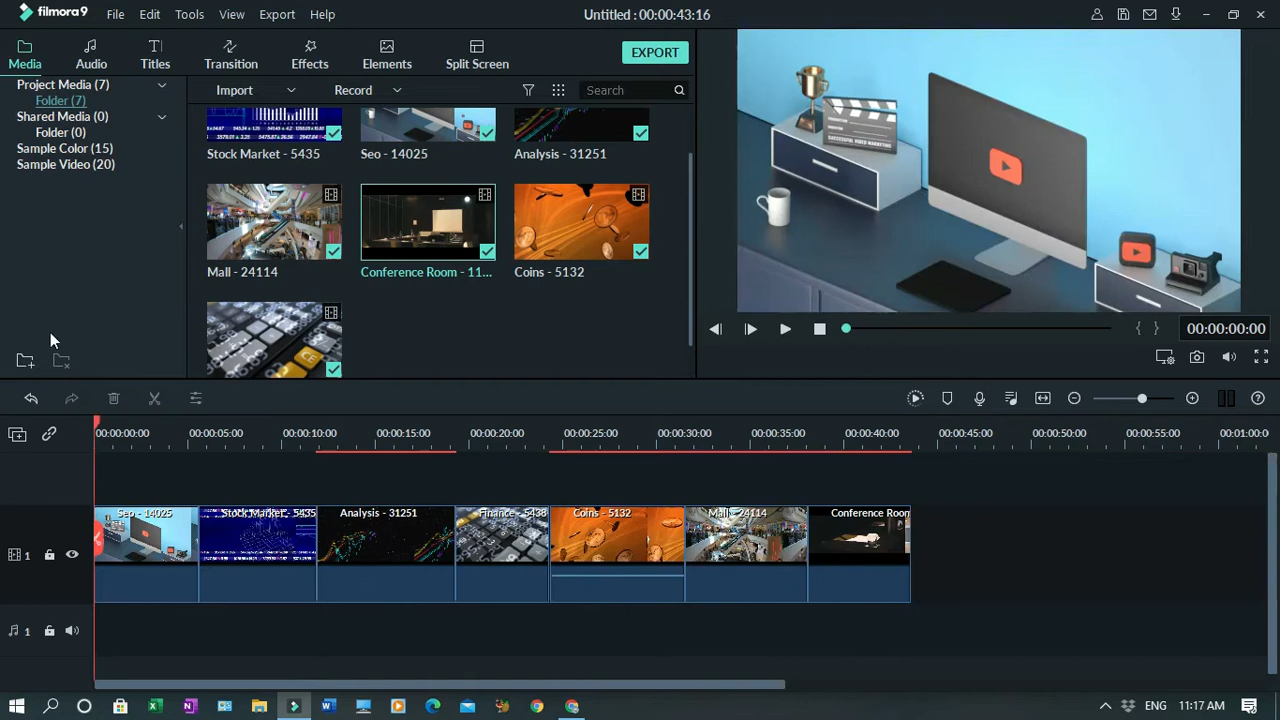 filmora9 File Edit Tools View Export Help Untitled : 00:00:43:16
Media Audio Titles Transition Effects Elements Split Screen EXPORT
Project Media (7)
Folder (7)
Shared Media (0)
Folder (0)
Sample Color (15)
Sample Video (20)
Import Record Search
Stock Market - 5435 Seo - 14025 Analysis - 31251
Mall - 24114 Conference Room - 11... Coins - 5132
CE
SUCCESSFUL VIDEO MARKETING
{ } 00:00:00:00
00:00:00:00 00:00:05:00 00:00:10:00 00:00:15:00 00:00:20:00 00:00:25:00 00:00:30:00 00:00:35:00 00:00:40:00 00:00:45:00 00:00:50:00 00:00:55:00 00:01:00:0
Seo - 14025 Stock Market - 5435 Analysis - 31251 Finance - 5438 Coins - 5132 Mall - 24114 Conference Room
1
1
ENG 11:17 AM